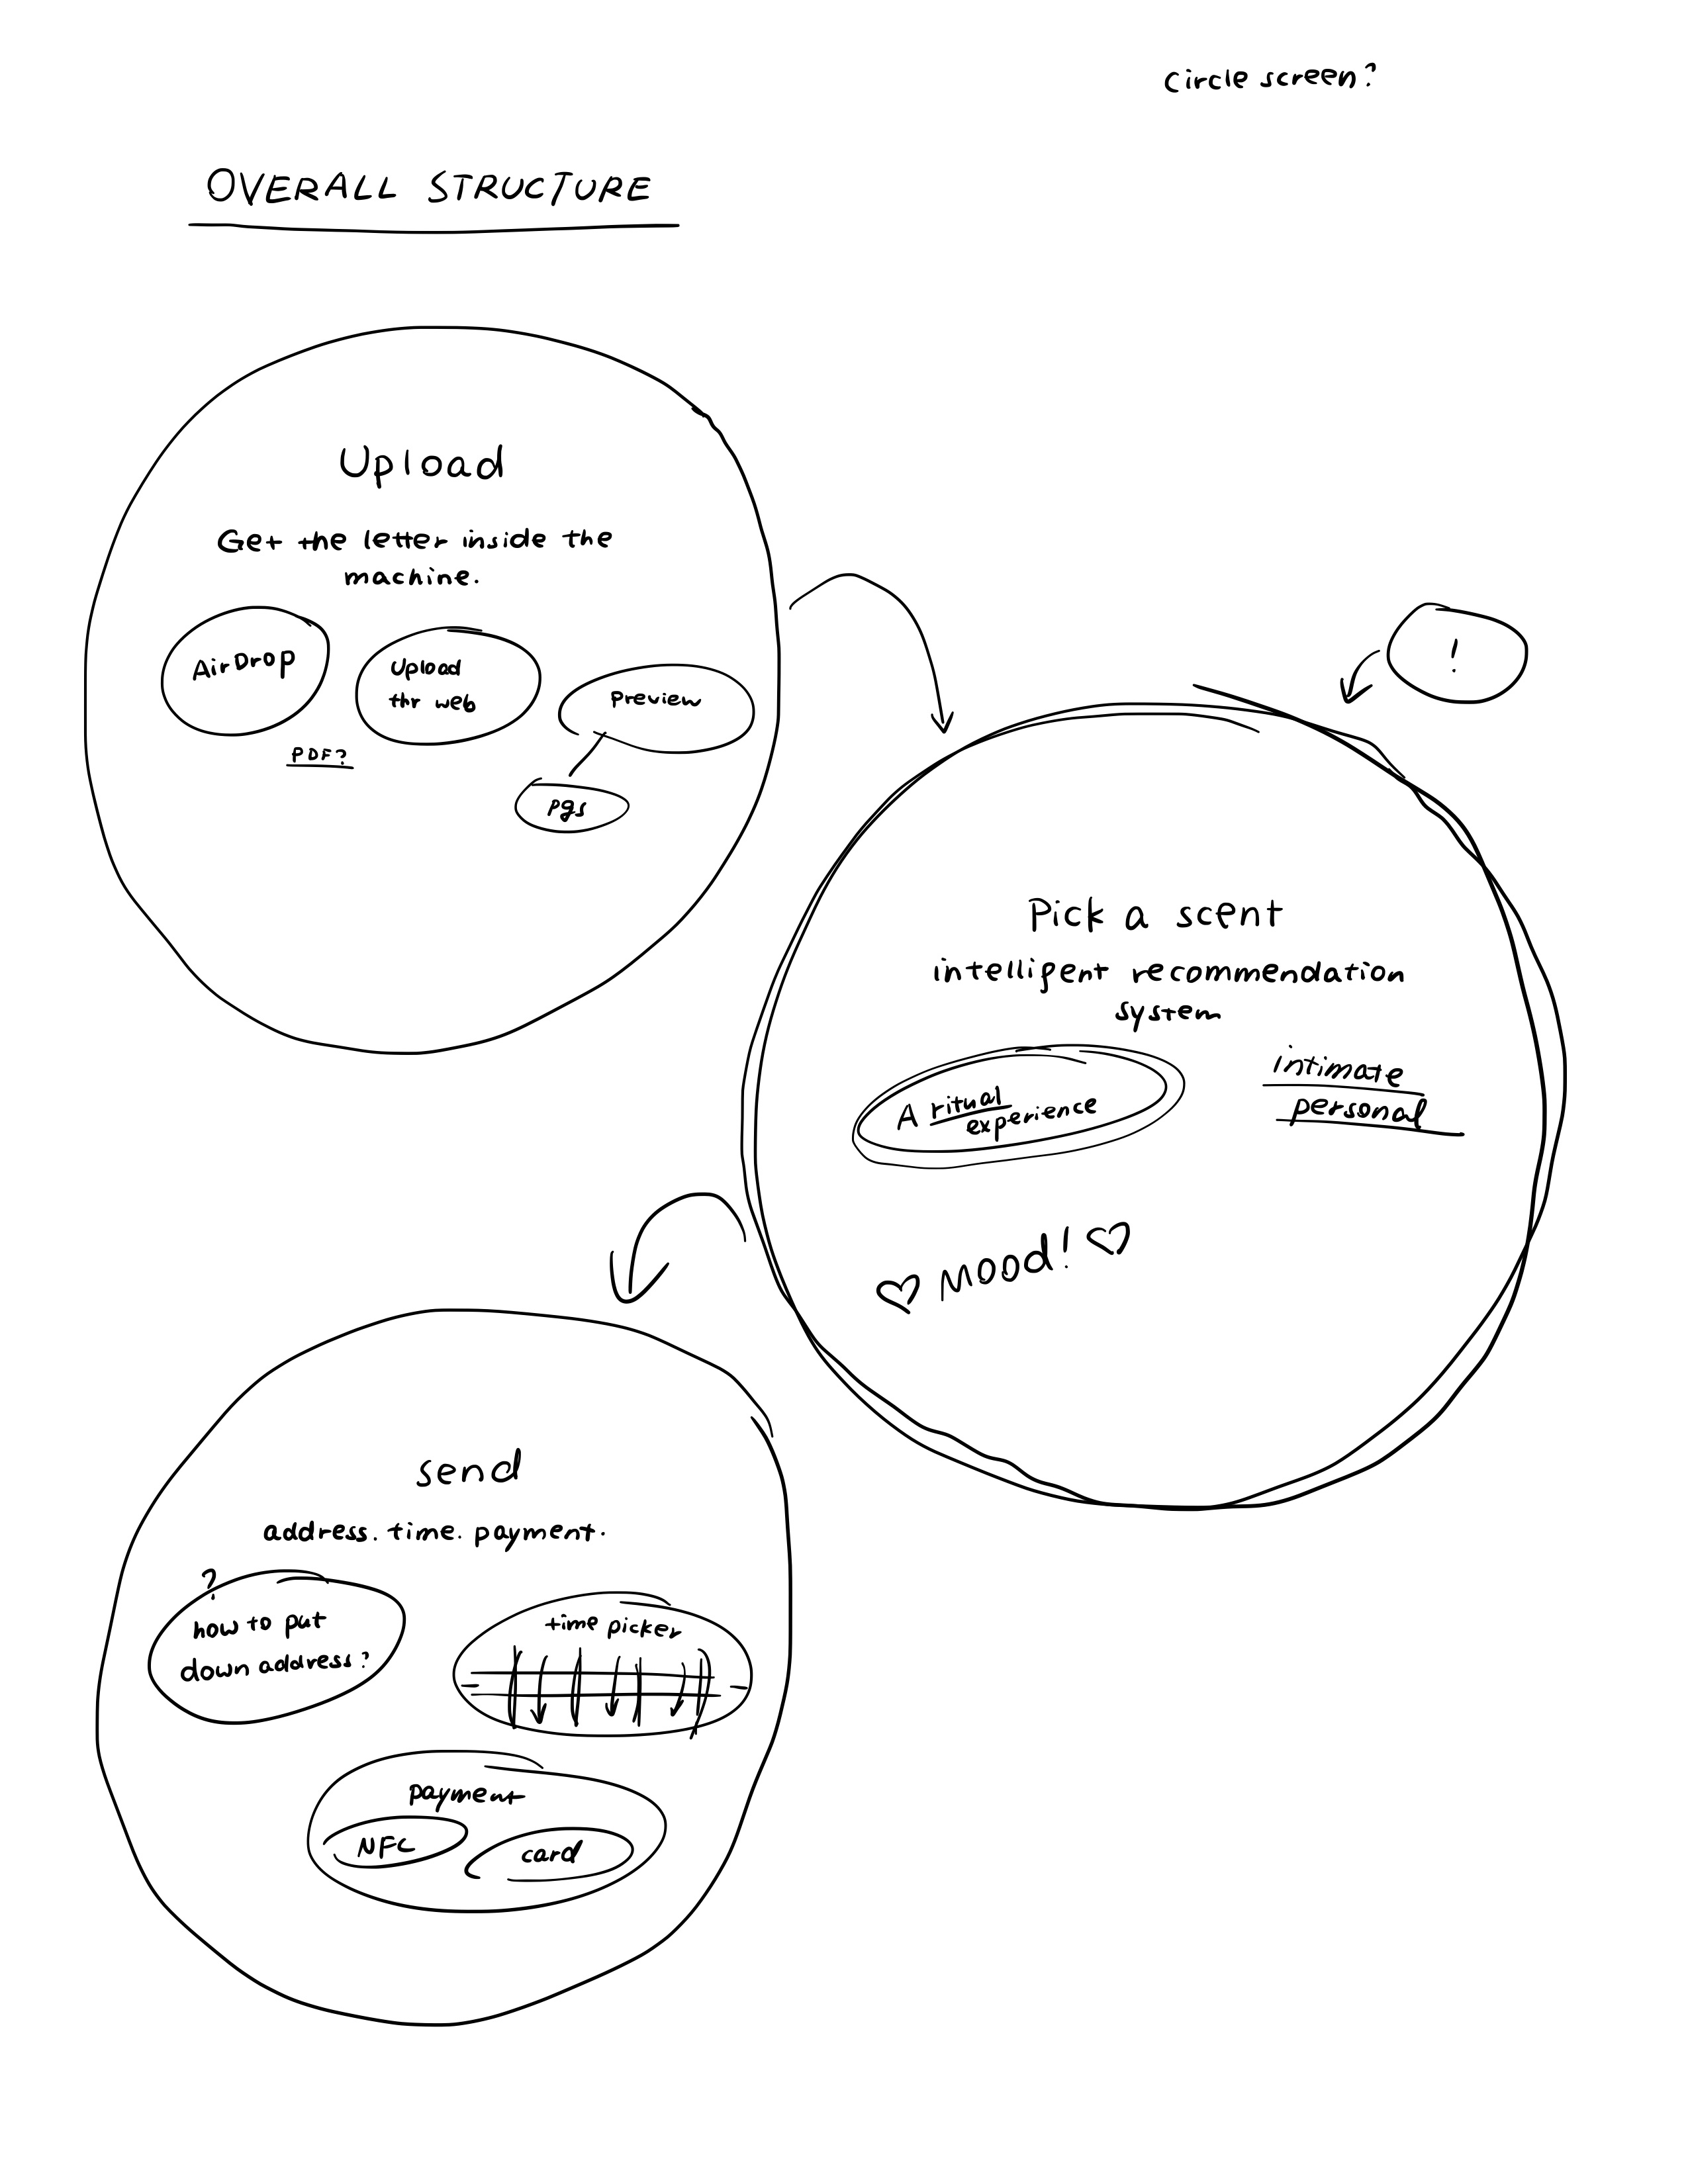 circle screen?
OVERALL STRUCTURE
Upload
Get the letter inside the
machine.
AirDrop
Upload
thr web
preview
PDF?
pgs
!
Pick a scent
intelligent recommendation
system
A ritual
experience
intimate
personal
♡ Mood! ♡
send
address. time. payment.
?
how to put
down address?
time picker
payment
NFC
card